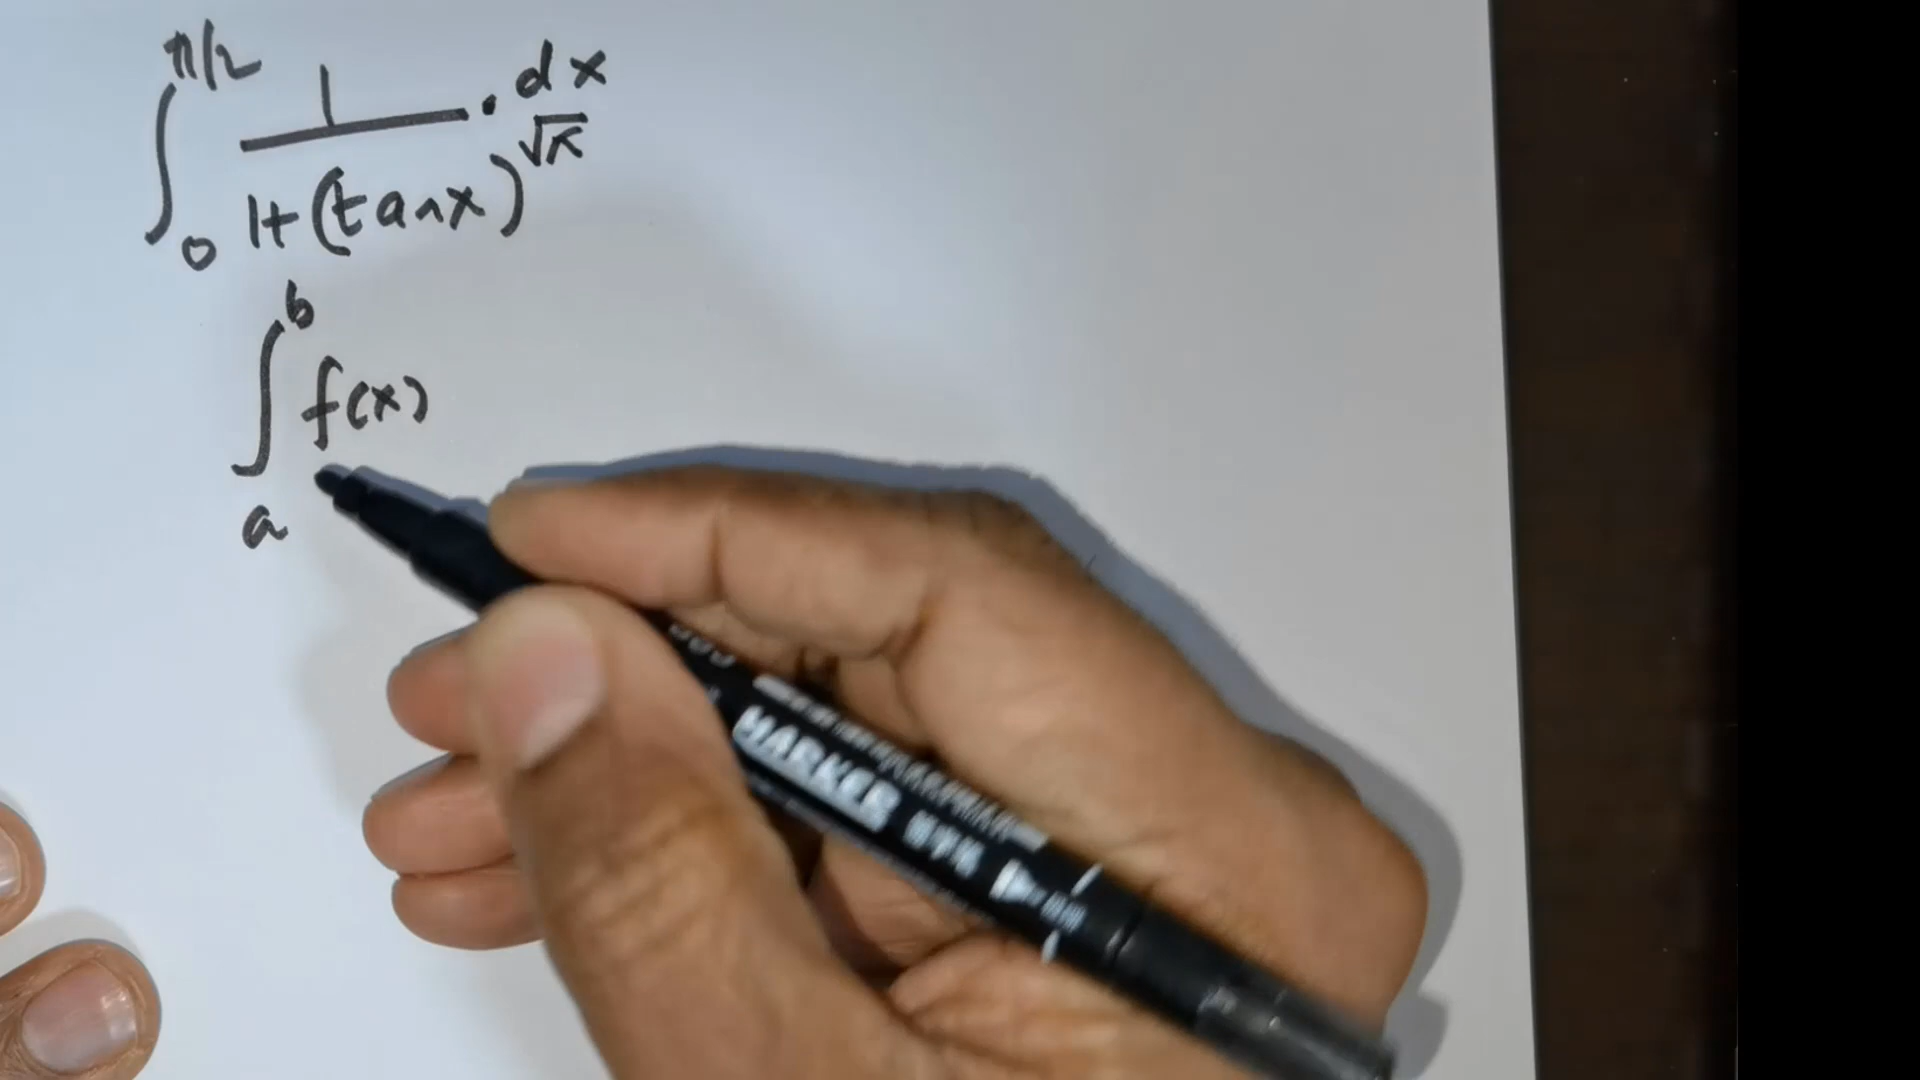 ∫₀^{π/2} 1/(1+(tanx)^{√π}) · dx
∫ₐᵇ f(x)
MARKER